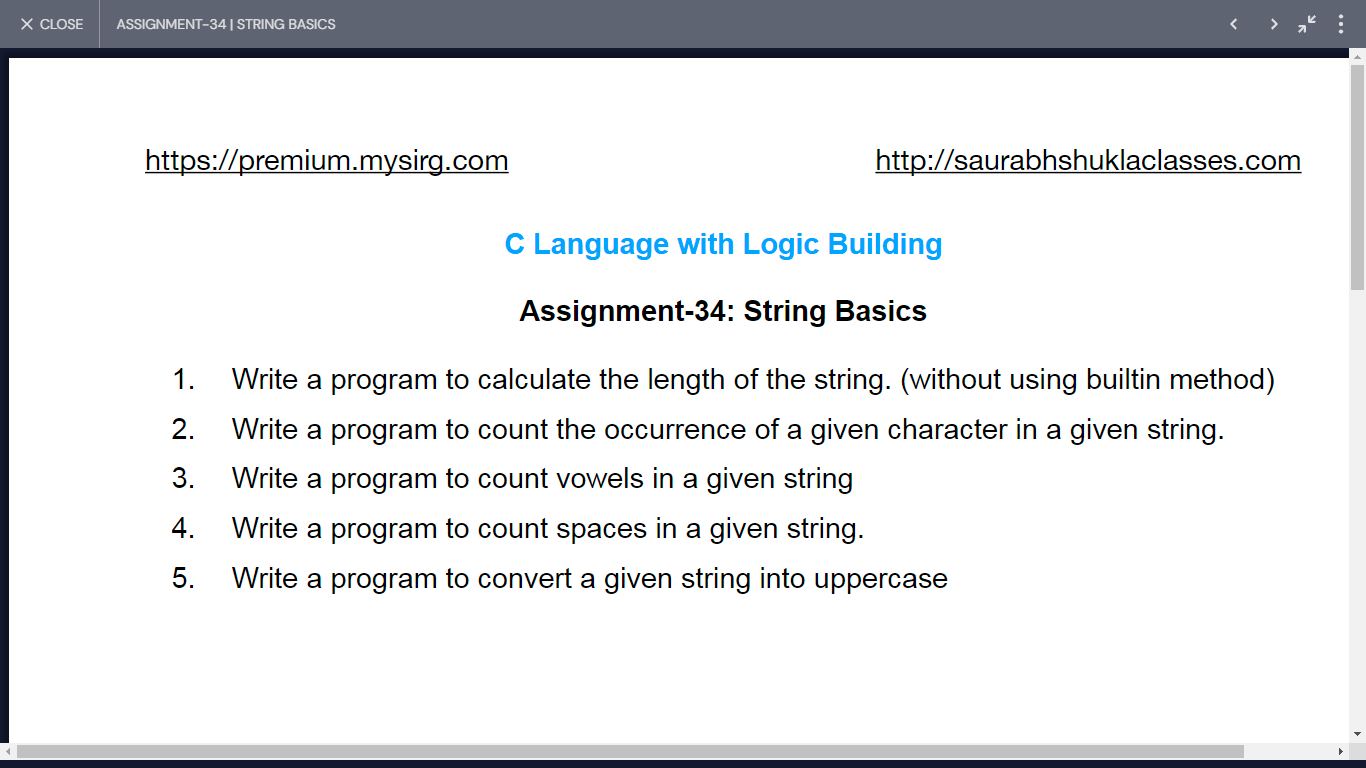 CLOSE
ASSIGNMENT-34 | STRING BASICS
https://premium.mysirg.com
http://saurabhshuklaclasses.com
C Language with Logic Building
Assignment-34: String Basics
1. Write a program to calculate the length of the string. (without using builtin method)
2. Write a program to count the occurrence of a given character in a given string.
3. Write a program to count vowels in a given string
4. Write a program to count spaces in a given string.
5. Write a program to convert a given string into uppercase